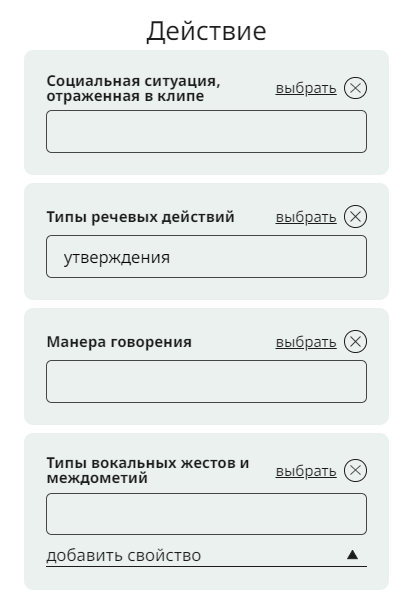 Действие
Социальная ситуация,
отраженная в клипе
выбрать
Типы речевых действий
выбрать
утверждения
Манера говорения
выбрать
Типы вокальных жестов и
междометий
выбрать
добавить свойство